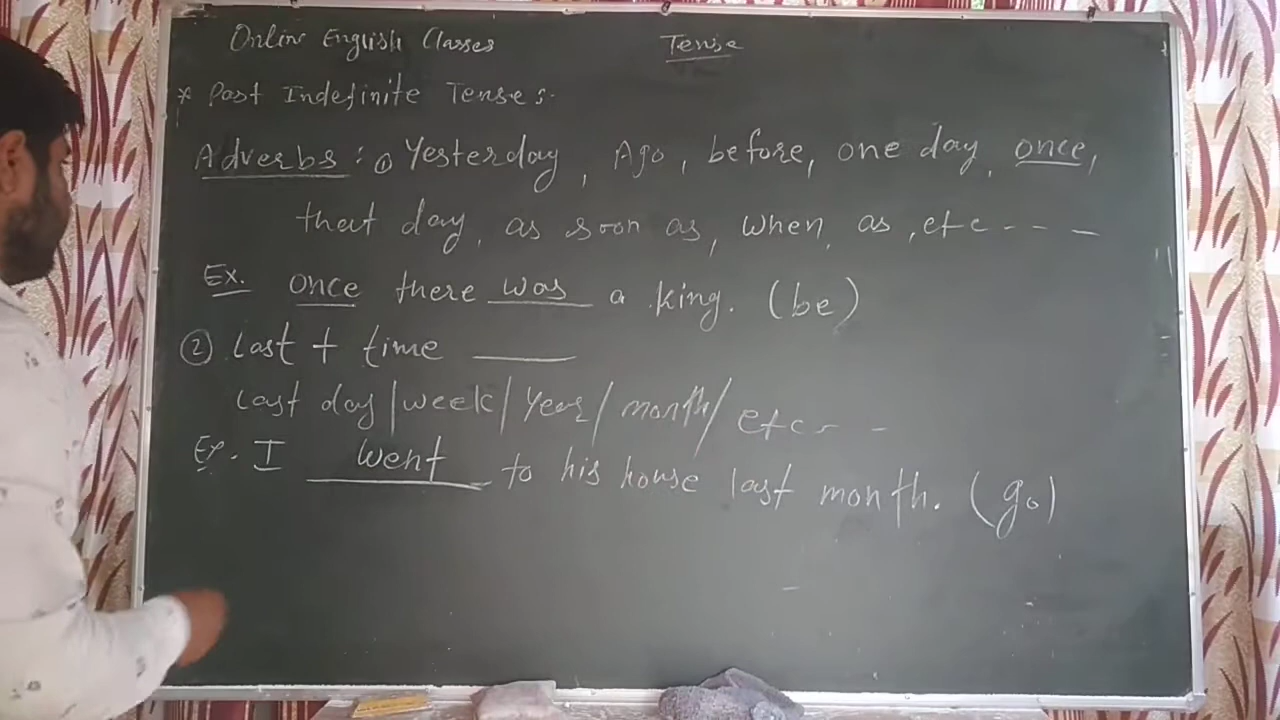 Online English Classes Tense
* Past Indefinite Tense :-
Adverbs : ① Yesterday, Ago, before, one day, once,
that day, as soon as, when, as, etc - - -
Ex. once there was a king. (be)
② Last + time ____
Last day/week/Year/month/etc - -
Ex. I went to his house last month. (go)